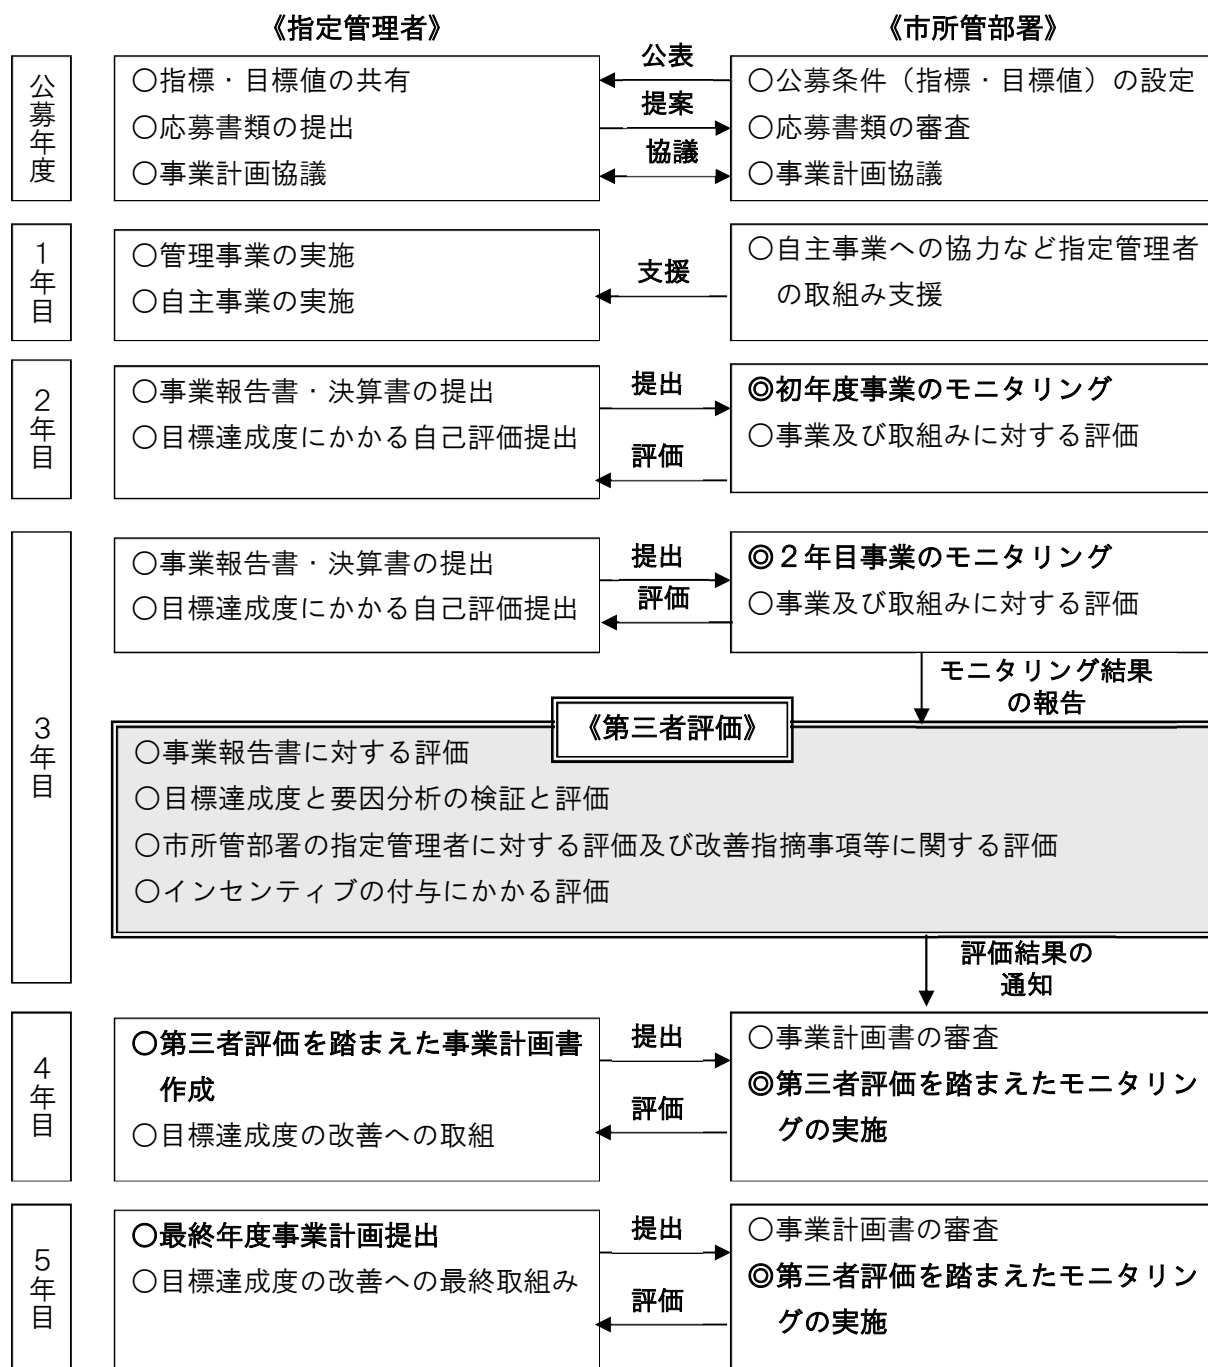 《指定管理者》
《市所管部署》
公募年度
○指標・目標値の共有
○応募書類の提出
○事業計画協議
公表
提案
協議
○公募条件（指標・目標値）の設定
○応募書類の審査
○事業計画協議
1年目
○管理事業の実施
○自主事業の実施
支援
○自主事業への協力など指定管理者
の取組み支援
2年目
○事業報告書・決算書の提出
○目標達成度にかかる自己評価提出
提出
評価
◎初年度事業のモニタリング
○事業及び取組みに対する評価
3年目
○事業報告書・決算書の提出
○目標達成度にかかる自己評価提出
提出
評価
◎２年目事業のモニタリング
○事業及び取組みに対する評価
モニタリング結果
の報告
《第三者評価》
○事業報告書に対する評価
○目標達成度と要因分析の検証と評価
○市所管部署の指定管理者に対する評価及び改善指摘事項等に関する評価
○インセンティブの付与にかかる評価
評価結果の
通知
4年目
○第三者評価を踏まえた事業計画書
作成
○目標達成度の改善への取組
提出
評価
○事業計画書の審査
◎第三者評価を踏まえたモニタリン
グの実施
5年目
○最終年度事業計画提出
○目標達成度の改善への最終取組み
提出
評価
○事業計画書の審査
◎第三者評価を踏まえたモニタリン
グの実施